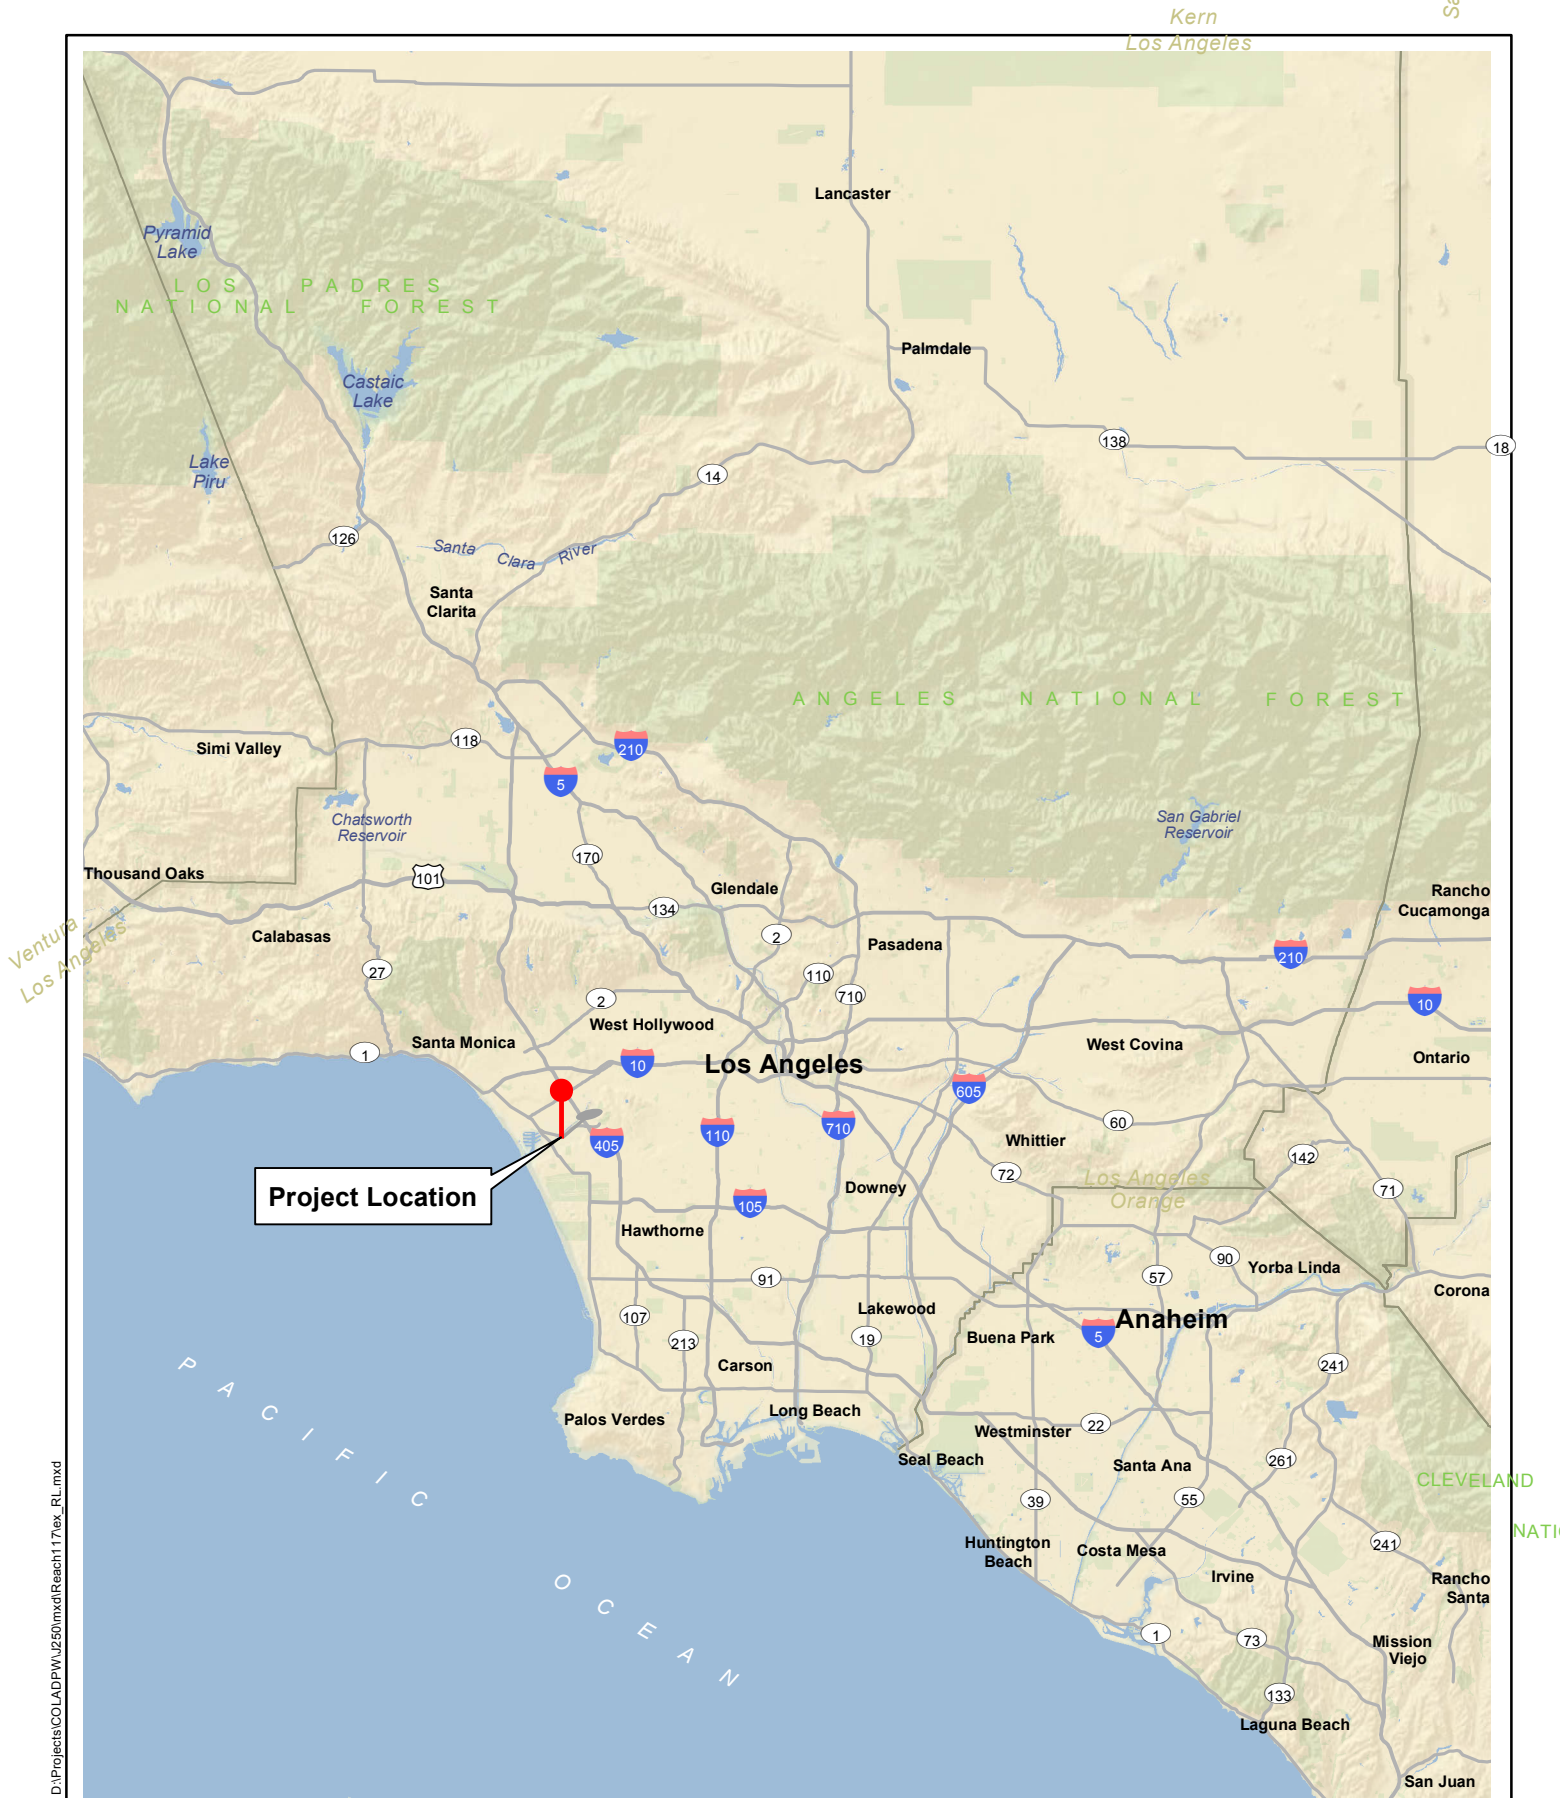 Kern
Los Angeles
Sa
Lancaster
Pyramid
Lake
LOS PADRES
NATIONAL FOREST
Palmdale
Castaic
Lake
138
18
Lake
Piru
14
126
Santa Clara River
Santa
Clarita
ANGELES NATIONAL FOREST
118
Simi Valley
210
5
Chatsworth
Reservoir
San Gabriel
Reservoir
170
Thousand Oaks
101
Glendale
Rancho
Cucamonga
134
2
Ventura
Los Angeles
Calabasas
Pasadena
210
27
110
710
2
10
West Hollywood
Santa Monica
1
West Covina
Ontario
10
Los Angeles
605
60
405
110
710
Whittier
142
72
Los Angeles
Orange
71
Project Location
Downey
105
Hawthorne
90
Yorba Linda
57
91
Corona
Lakewood
107
Anaheim
19
Buena Park
5
213
241
Carson
PACIFIC
Long Beach
Palos Verdes
22
Westminster
Seal Beach
Santa Ana
261
CLEVELAND
55
39
NATI
Huntington
Beach
Costa Mesa
241
Irvine
Rancho
Santa
OCEAN
1
73
Mission
Viejo
133
Laguna Beach
San Juan
D:\Projects\COLADPW\J250\mxd\Reach117\ex_RL.mxd